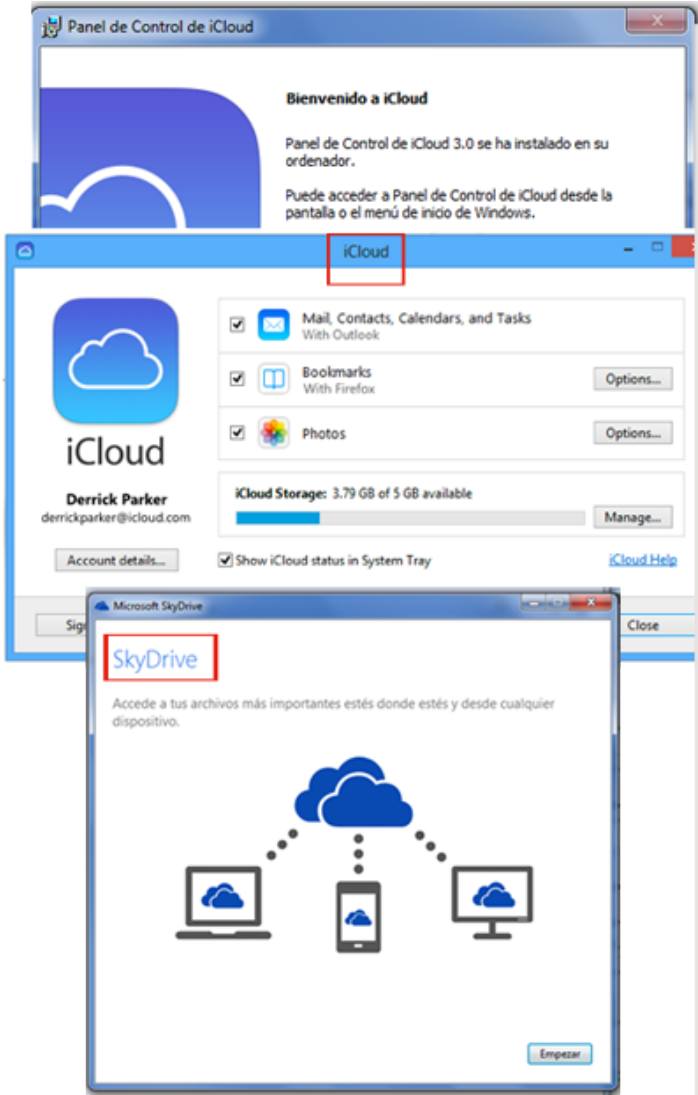 Panel de Control de iCloud
Bienvenido a iCloud
Panel de Control de iCloud 3.0 se ha instalado en su
ordenador.
Puede acceder a Panel de Control de iCloud desde la
pantalla o el menú de inicio de Windows.
iCloud
Mail, Contacts, Calendars, and Tasks
With Outlook
Bookmarks
With Firefox
Options...
Photos
Options...
iCloud
Derrick Parker
derrickparker@icloud.com
iCloud Storage: 3.79 GB of 5 GB available
Manage...
Account details...
Show iCloud status in System Tray
iCloud Help
Close
Microsoft SkyDrive
SkyDrive
Accede a tus archivos más importantes estés donde estés y desde cualquier
dispositivo.
Empezar